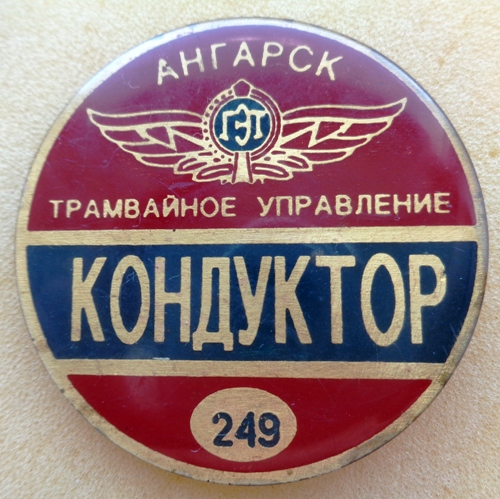 АНГАРСК
ГЭТ
ТРАМВАЙНОЕ УПРАВЛЕНИЕ
КОНДУКТОР
249